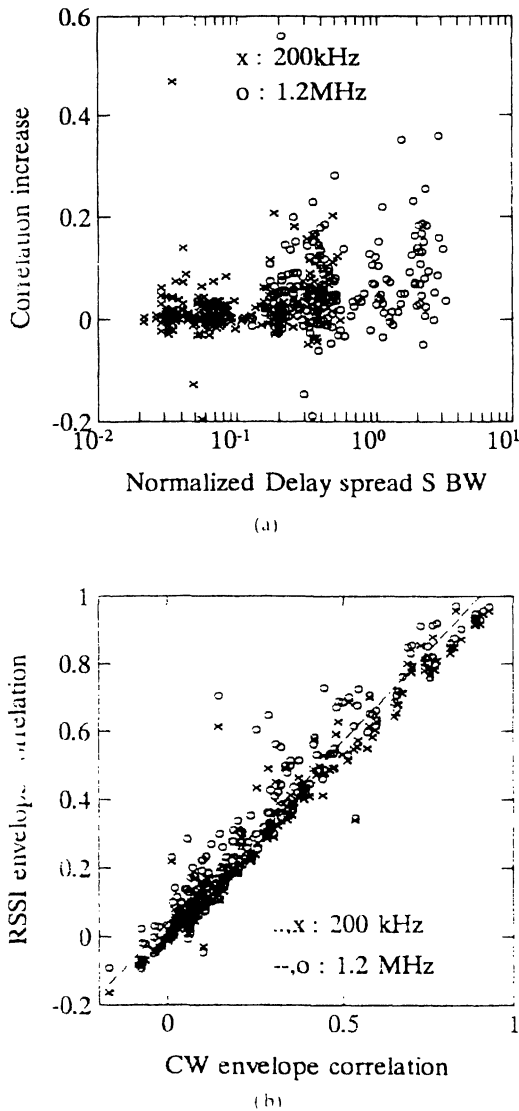 0.6
x : 200kHz
o : 1.2MHz
0.4
0.2
0
-0.2
10-2
10-1
100
101
Correlation increase
Normalized Delay spread S BW
(a)
1
0.8
0.6
0.4
0.2
0
-0.2
..,x : 200 kHz
--,o : 1.2 MHz
0
0.5
1
RSSI envelope
CW envelope correlation
(b)